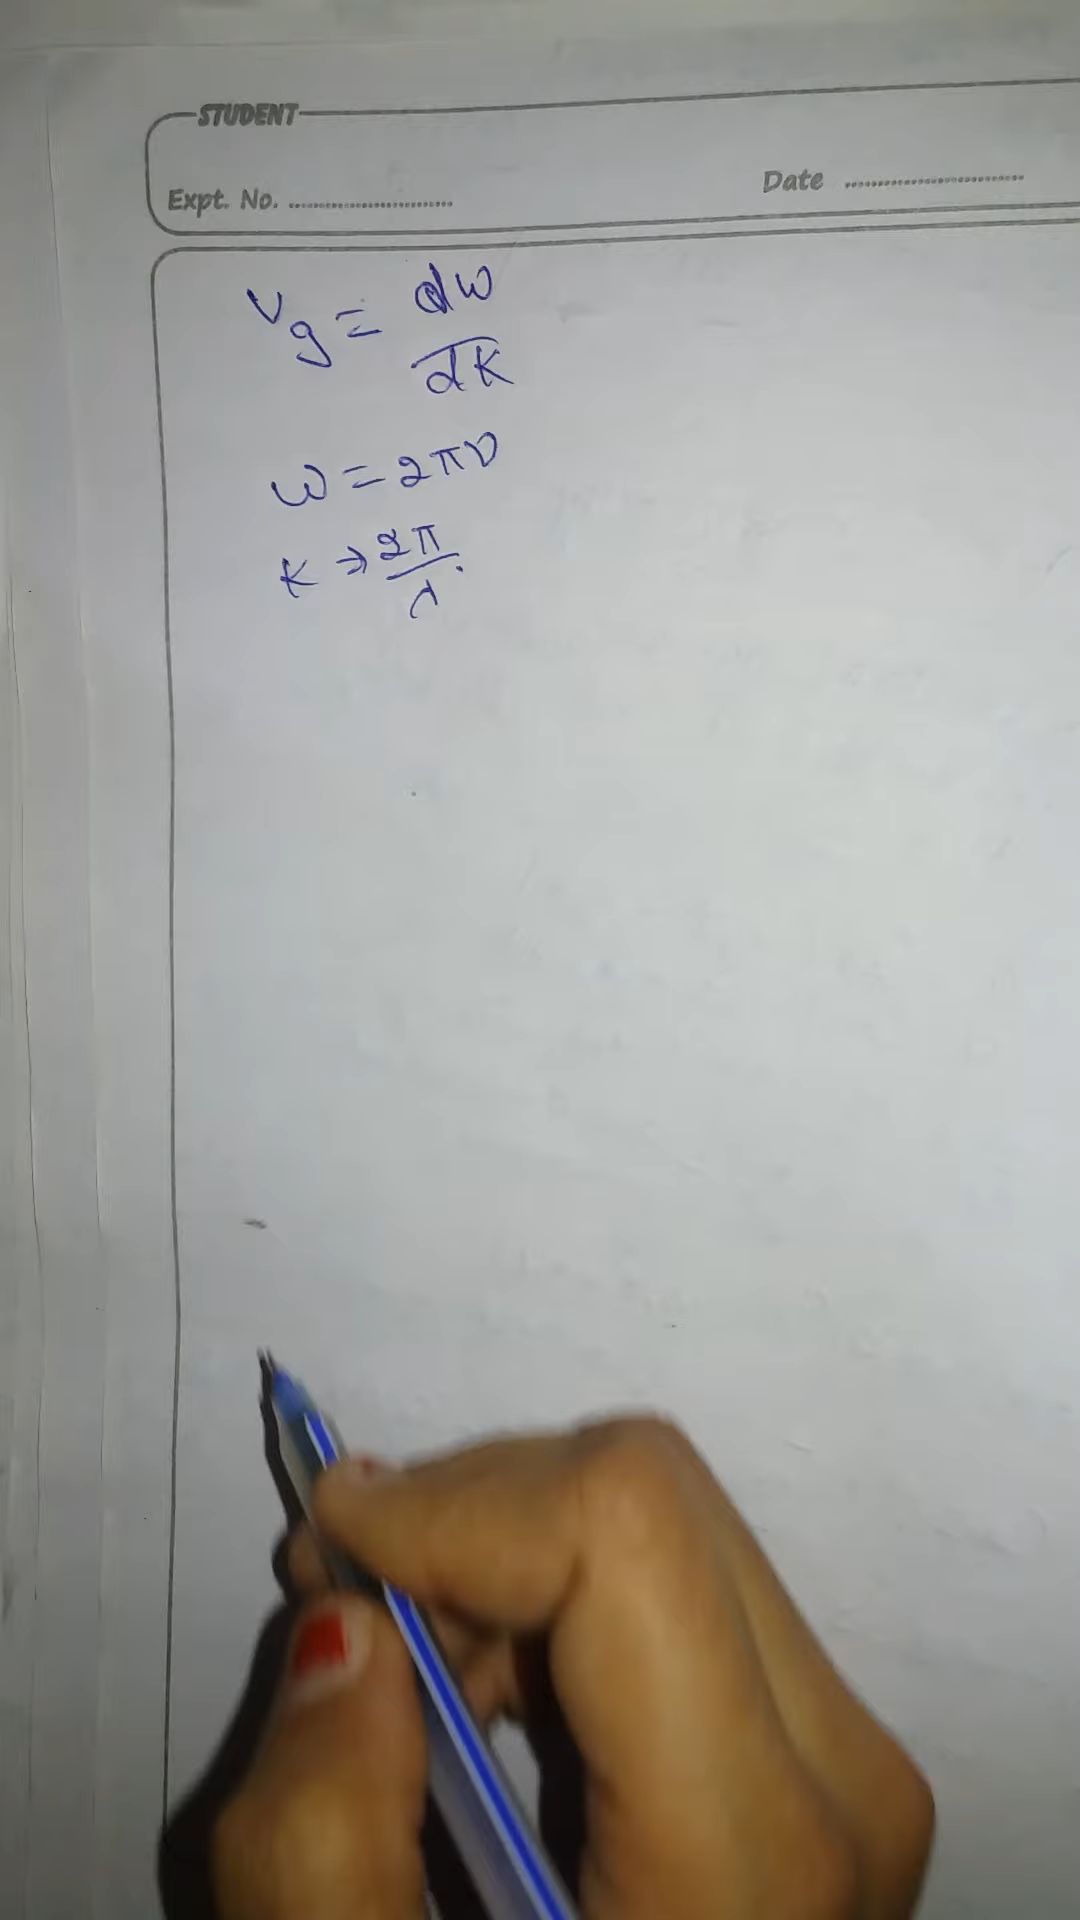 STUDENT
Expt. No. ............................
Date ............................
Vg = dω/dK
ω = 2πν
K → 2π/λ